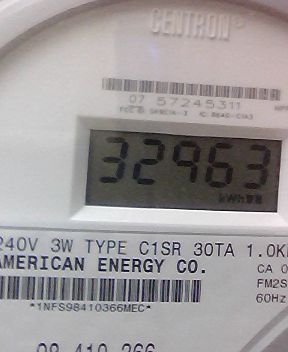 CENTRON®
07 57245311
32963
kWh
240V 3W TYPE C1SR 30TA 1.0K
AMERICAN ENERGY CO.
CA 0
FM2S
60Hz
*1NFS98410366MEC*